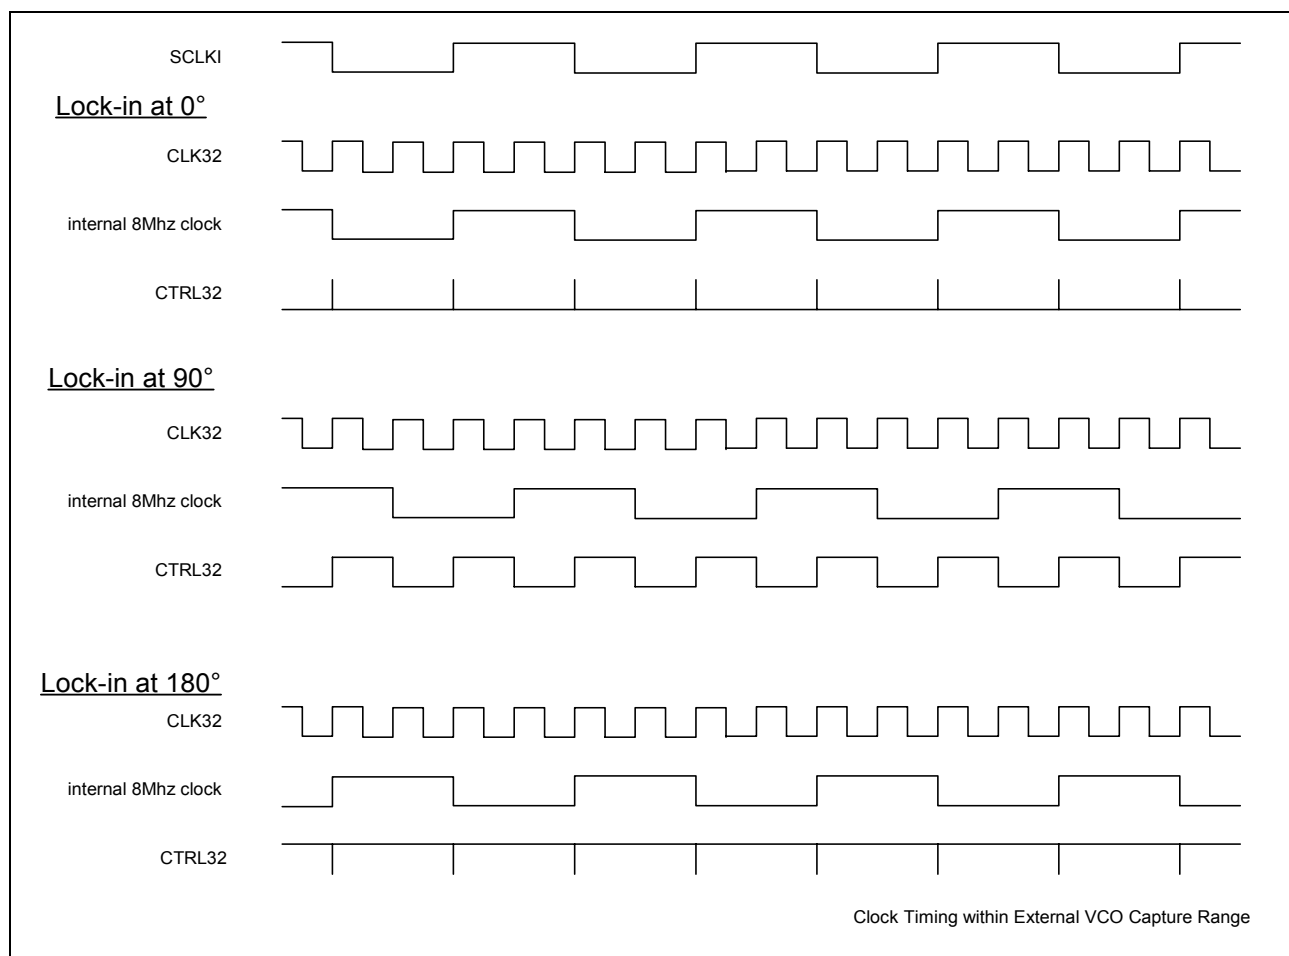 SCLKI
Lock-in at 0°
CLK32
internal 8Mhz clock
CTRL32
Lock-in at 90°
CLK32
internal 8Mhz clock
CTRL32
Lock-in at 180°
CLK32
internal 8Mhz clock
CTRL32
Clock Timing within External VCO Capture Range